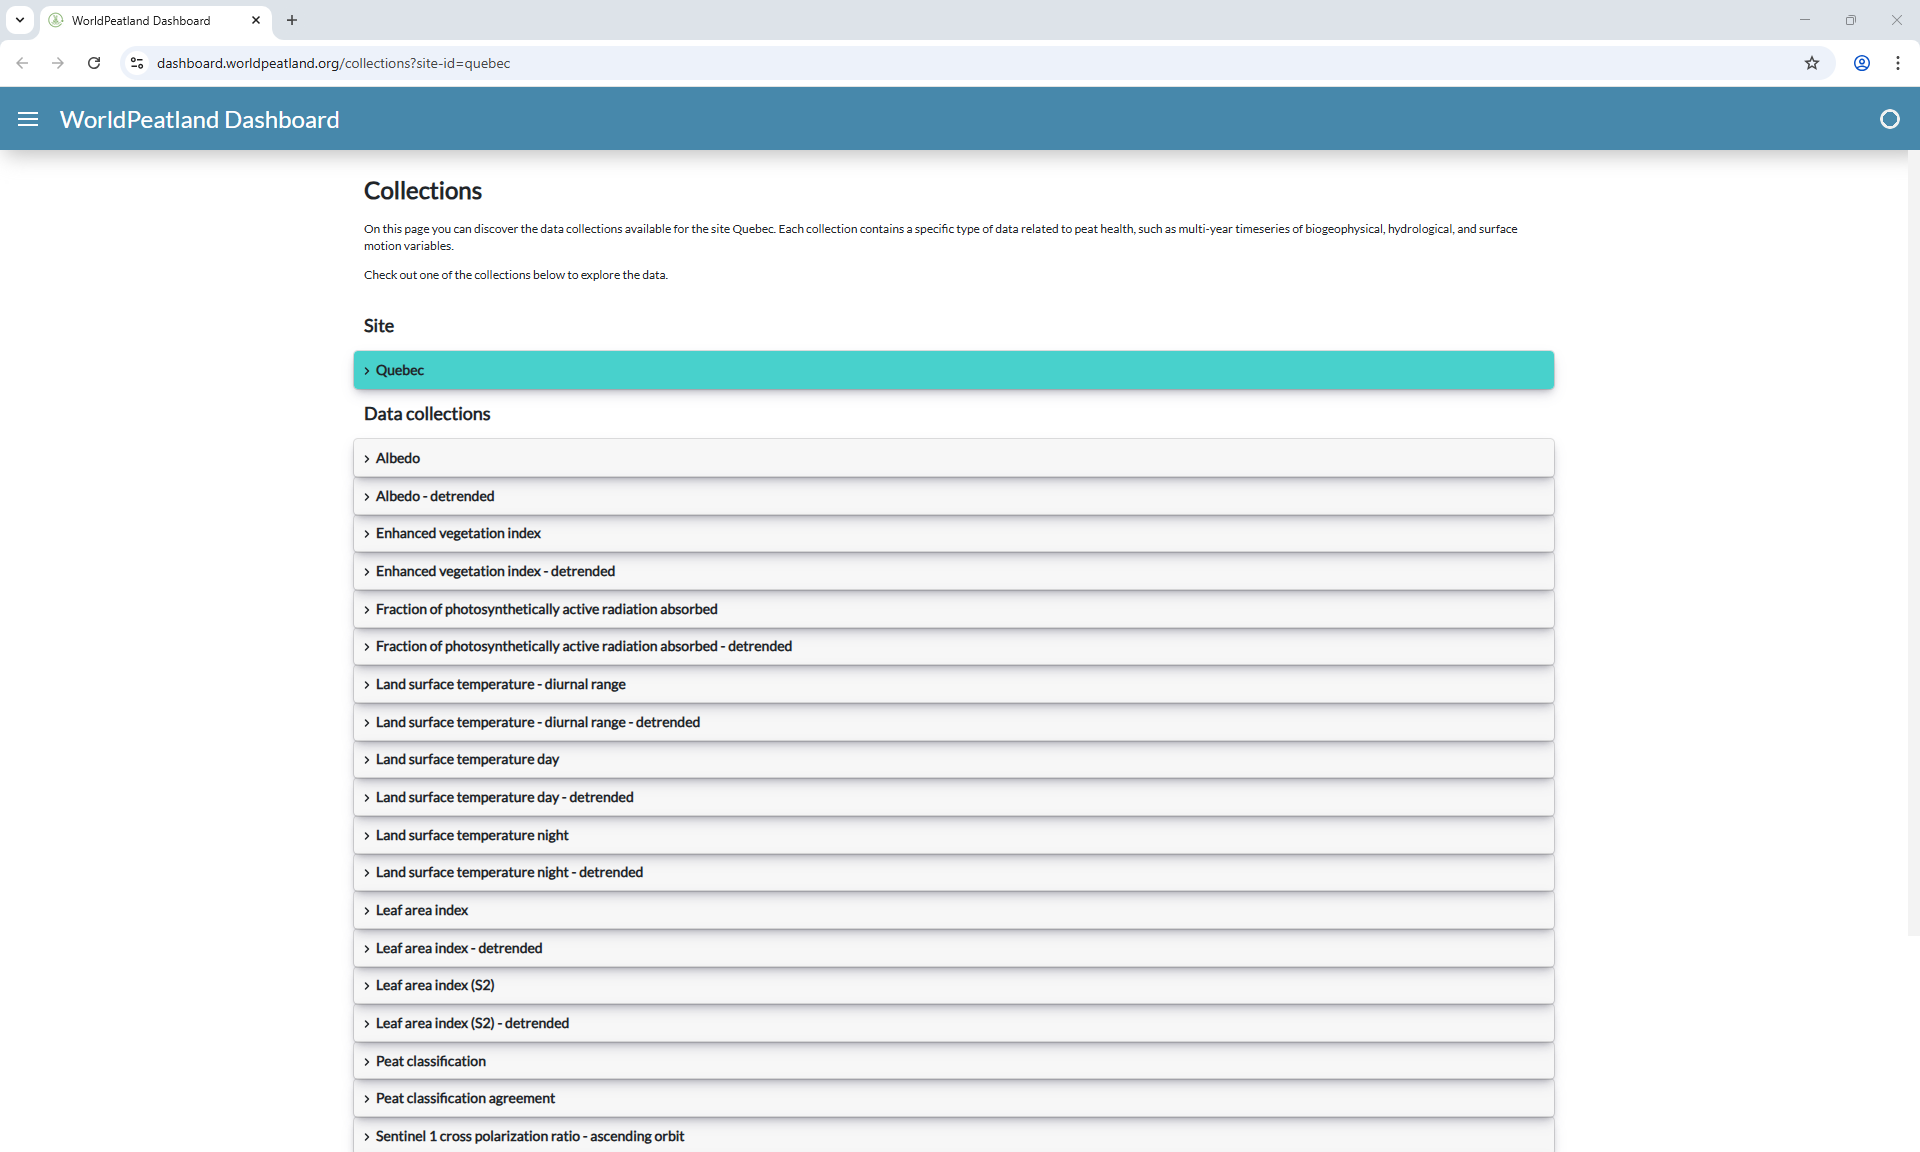 WorldPeatland Dashboard
dashboard.worldpeatland.org/collections?site-id=quebec
WorldPeatland Dashboard
Collections
On this page you can discover the data collections available for the site Quebec. Each collection contains a specific type of data related to peat health, such as multi-year timeseries of biogeophysical, hydrological, and surface
motion variables.
Check out one of the collections below to explore the data.
Site
Quebec
Data collections
Albedo
Albedo - detrended
Enhanced vegetation index
Enhanced vegetation index - detrended
Fraction of photosynthetically active radiation absorbed
Fraction of photosynthetically active radiation absorbed - detrended
Land surface temperature - diurnal range
Land surface temperature - diurnal range - detrended
Land surface temperature day
Land surface temperature day - detrended
Land surface temperature night
Land surface temperature night - detrended
Leaf area index
Leaf area index - detrended
Leaf area index (S2)
Leaf area index (S2) - detrended
Peat classification
Peat classification agreement
Sentinel 1 cross polarization ratio - ascending orbit